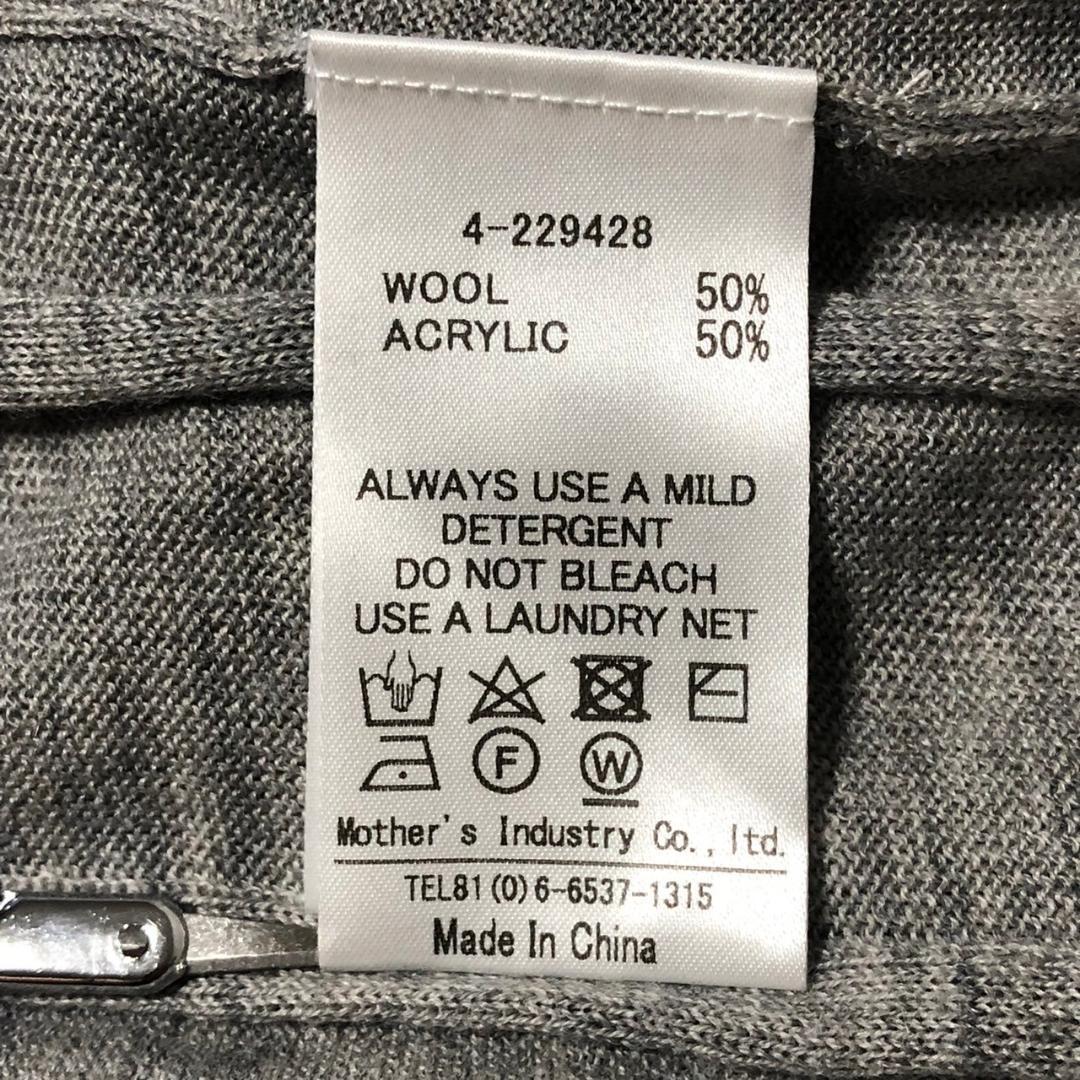 4-229428
WOOL 50%
ACRYLIC 50%
ALWAYS USE A MILD
DETERGENT
DO NOT BLEACH
USE A LAUNDRY NET
F W
Mother's Industry Co., ltd.
TEL81(0)6-6537-1315
Made In China